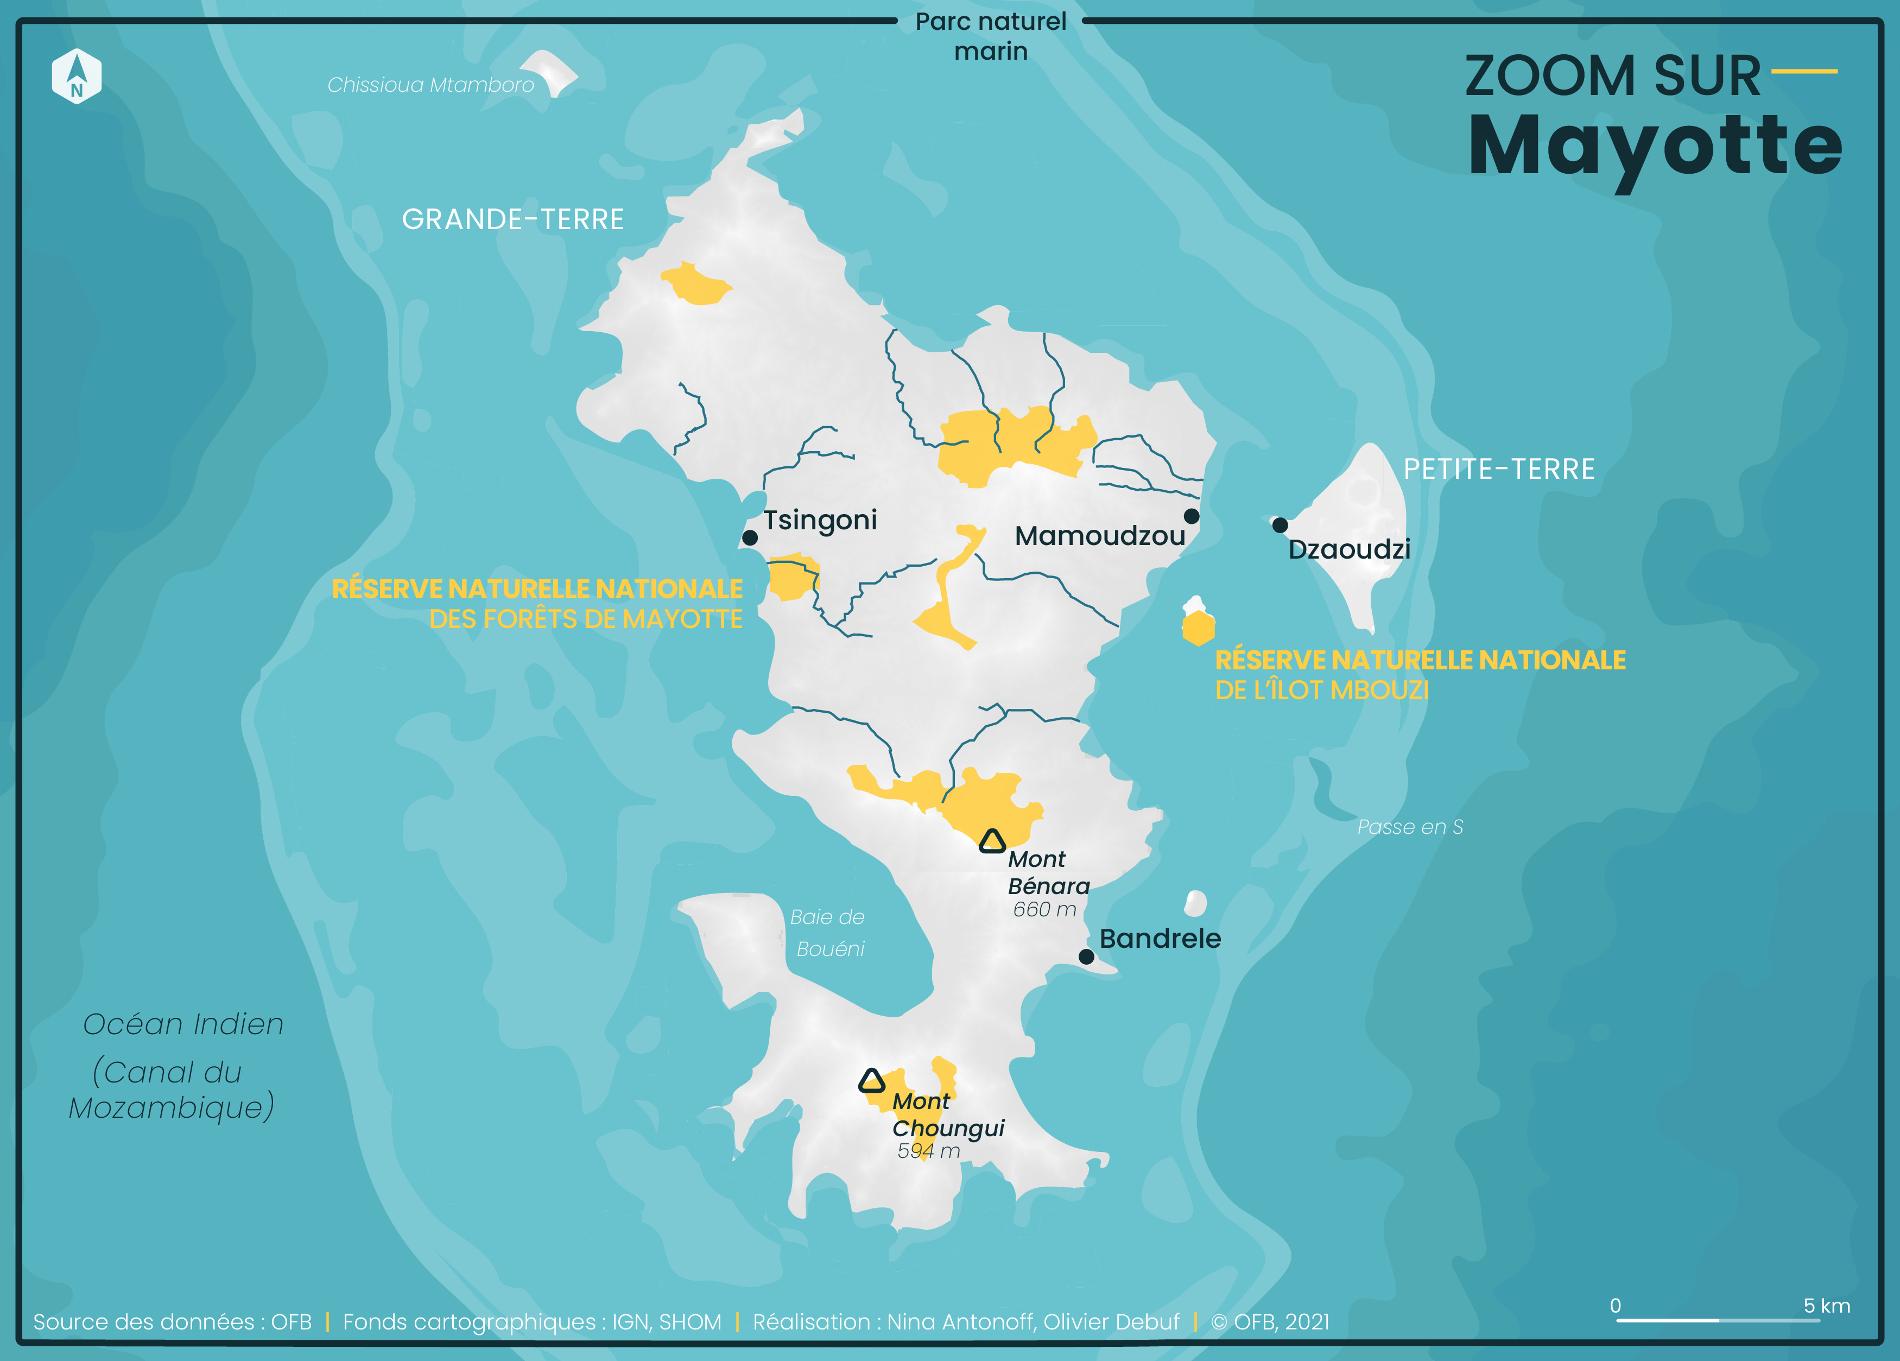 Parc naturel
marin
N
ZOOM SUR
Mayotte
Chissioua Mtamboro
GRANDE-TERRE
PETITE-TERRE
Tsingoni
Mamoudzou
Dzaoudzi
RÉSERVE NATURELLE NATIONALE
DES FORÊTS DE MAYOTTE
RÉSERVE NATURELLE NATIONALE
DE L'ÎLOT MBOUZI
Passe en S
Mont
Bénara
660 m
Baie de
Bouéni
Bandrele
Océan Indien
(Canal du
Mozambique)
Mont
Choungui
594 m
0 5 km
Source des données : OFB | Fonds cartographiques : IGN, SHOM | Réalisation : Nina Antonoff, Olivier Debuf | © OFB, 2021